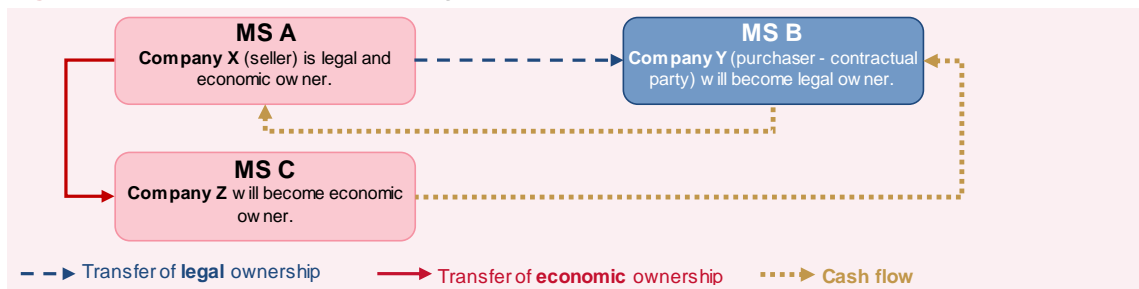 MS A
Company X (seller) is legal and
economic owner.
MS B
Company Y (purchaser - contractual
party) will become legal owner.
MS C
Company Z will become economic
owner.
Transfer of legal ownership
Transfer of economic ownership
Cash flow